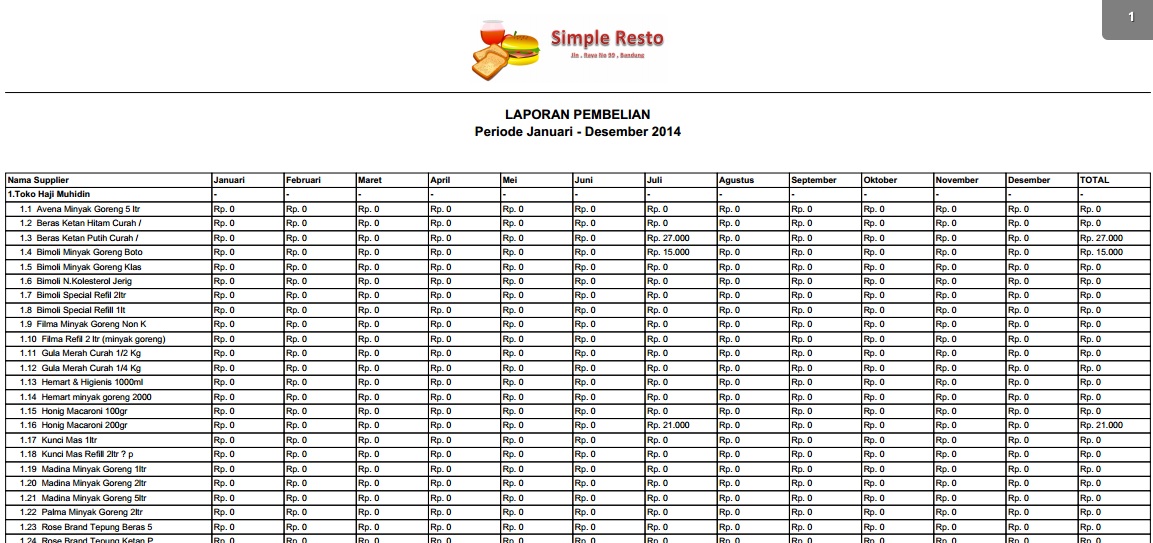 1
Simple Resto
Jln . Bandung
LAPORAN PEMBELIAN
Periode Januari - Desember 2014
Nama Supplier Januari Februari Maret April Mei Juni Juli Agustus September Oktober November Desember TOTAL
1.Toko Haji Muhidin - - - - - - - - - - - - -
1.1 Avena Minyak Goreng 5 ltr Rp. 0 Rp. 0 Rp. 0 Rp. 0 Rp. 0 Rp. 0 Rp. 0 Rp. 0 Rp. 0 Rp. 0 Rp. 0 Rp. 0 Rp. 0
1.2 Beras Ketan Hitam Curah / Rp. 0 Rp. 0 Rp. 0 Rp. 0 Rp. 0 Rp. 0 Rp. 0 Rp. 0 Rp. 0 Rp. 0 Rp. 0 Rp. 0 Rp. 0
1.3 Beras Ketan Putih Curah / Rp. 0 Rp. 0 Rp. 0 Rp. 0 Rp. 0 Rp. 0 Rp. 27.000 Rp. 0 Rp. 0 Rp. 0 Rp. 0 Rp. 0 Rp. 27.000
1.4 Bimoli Minyak Goreng Boto Rp. 0 Rp. 0 Rp. 0 Rp. 0 Rp. 0 Rp. 0 Rp. 15.000 Rp. 0 Rp. 0 Rp. 0 Rp. 0 Rp. 0 Rp. 15.000
1.5 Bimoli Minyak Goreng Klas Rp. 0 Rp. 0 Rp. 0 Rp. 0 Rp. 0 Rp. 0 Rp. 0 Rp. 0 Rp. 0 Rp. 0 Rp. 0 Rp. 0 Rp. 0
1.6 Bimoli N.Kolesterol Jerig Rp. 0 Rp. 0 Rp. 0 Rp. 0 Rp. 0 Rp. 0 Rp. 0 Rp. 0 Rp. 0 Rp. 0 Rp. 0 Rp. 0 Rp. 0
1.7 Bimoli Special Refil 2ltr Rp. 0 Rp. 0 Rp. 0 Rp. 0 Rp. 0 Rp. 0 Rp. 0 Rp. 0 Rp. 0 Rp. 0 Rp. 0 Rp. 0 Rp. 0
1.8 Bimoli Special Refill 1lt Rp. 0 Rp. 0 Rp. 0 Rp. 0 Rp. 0 Rp. 0 Rp. 0 Rp. 0 Rp. 0 Rp. 0 Rp. 0 Rp. 0 Rp. 0
1.9 Filma Minyak Goreng Non K Rp. 0 Rp. 0 Rp. 0 Rp. 0 Rp. 0 Rp. 0 Rp. 0 Rp. 0 Rp. 0 Rp. 0 Rp. 0 Rp. 0 Rp. 0
1.10 Filma Refil 2 ltr (minyak goreng) Rp. 0 Rp. 0 Rp. 0 Rp. 0 Rp. 0 Rp. 0 Rp. 0 Rp. 0 Rp. 0 Rp. 0 Rp. 0 Rp. 0 Rp. 0
1.11 Gula Merah Curah 1/2 Kg Rp. 0 Rp. 0 Rp. 0 Rp. 0 Rp. 0 Rp. 0 Rp. 0 Rp. 0 Rp. 0 Rp. 0 Rp. 0 Rp. 0 Rp. 0
1.12 Gula Merah Curah 1/4 Kg Rp. 0 Rp. 0 Rp. 0 Rp. 0 Rp. 0 Rp. 0 Rp. 0 Rp. 0 Rp. 0 Rp. 0 Rp. 0 Rp. 0 Rp. 0
1.13 Hemart & Higienis 1000ml Rp. 0 Rp. 0 Rp. 0 Rp. 0 Rp. 0 Rp. 0 Rp. 0 Rp. 0 Rp. 0 Rp. 0 Rp. 0 Rp. 0 Rp. 0
1.14 Hemart minyak goreng 2000 Rp. 0 Rp. 0 Rp. 0 Rp. 0 Rp. 0 Rp. 0 Rp. 0 Rp. 0 Rp. 0 Rp. 0 Rp. 0 Rp. 0 Rp. 0
1.15 Honig Macaroni 100gr Rp. 0 Rp. 0 Rp. 0 Rp. 0 Rp. 0 Rp. 0 Rp. 0 Rp. 0 Rp. 0 Rp. 0 Rp. 0 Rp. 0 Rp. 0
1.16 Honig Macaroni 200gr Rp. 0 Rp. 0 Rp. 0 Rp. 0 Rp. 0 Rp. 0 Rp. 21.000 Rp. 0 Rp. 0 Rp. 0 Rp. 0 Rp. 0 Rp. 21.000
1.17 Kunci Mas 1ltr Rp. 0 Rp. 0 Rp. 0 Rp. 0 Rp. 0 Rp. 0 Rp. 0 Rp. 0 Rp. 0 Rp. 0 Rp. 0 Rp. 0 Rp. 0
1.18 Kunci Mas Refill 2ltr ? p Rp. 0 Rp. 0 Rp. 0 Rp. 0 Rp. 0 Rp. 0 Rp. 0 Rp. 0 Rp. 0 Rp. 0 Rp. 0 Rp. 0 Rp. 0
1.19 Madina Minyak Goreng 1ltr Rp. 0 Rp. 0 Rp. 0 Rp. 0 Rp. 0 Rp. 0 Rp. 0 Rp. 0 Rp. 0 Rp. 0 Rp. 0 Rp. 0 Rp. 0
1.20 Madina Minyak Goreng 2ltr Rp. 0 Rp. 0 Rp. 0 Rp. 0 Rp. 0 Rp. 0 Rp. 0 Rp. 0 Rp. 0 Rp. 0 Rp. 0 Rp. 0 Rp. 0
1.21 Madina Minyak Goreng 5ltr Rp. 0 Rp. 0 Rp. 0 Rp. 0 Rp. 0 Rp. 0 Rp. 0 Rp. 0 Rp. 0 Rp. 0 Rp. 0 Rp. 0 Rp. 0
1.22 Palma Minyak Goreng 2ltr Rp. 0 Rp. 0 Rp. 0 Rp. 0 Rp. 0 Rp. 0 Rp. 0 Rp. 0 Rp. 0 Rp. 0 Rp. 0 Rp. 0 Rp. 0
1.23 Rose Brand Tepung Beras 5 Rp. 0 Rp. 0 Rp. 0 Rp. 0 Rp. 0 Rp. 0 Rp. 0 Rp. 0 Rp. 0 Rp. 0 Rp. 0 Rp. 0 Rp. 0
1.24 Rose Brand Tepung Ketan P Rp. 0 Rp. 0 Rp. 0 Rp. 0 Rp. 0 Rp. 0 Rp. 0 Rp. 0 Rp. 0 Rp. 0 Rp. 0 Rp. 0 Rp. 0